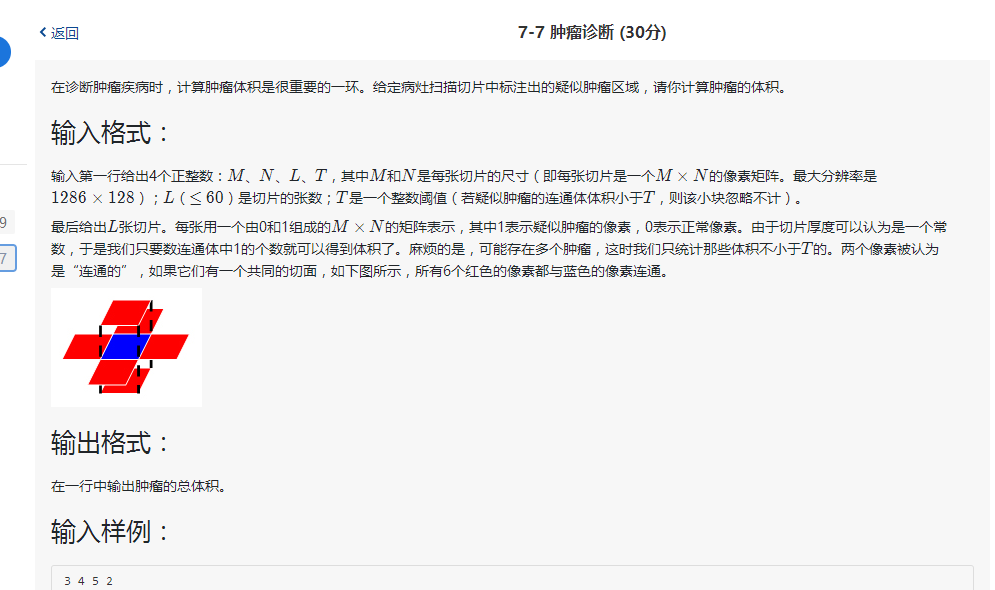 返回
7-7 肿瘤诊断 (30分)
在诊断肿瘤疾病时，计算肿瘤体积是很重要的一环。给定病灶扫描切片中标注出的疑似肿瘤区域，请你计算肿瘤的体积。
输入格式：
输入第一行给出4个正整数：M、N、L、T，其中M和N是每张切片的尺寸（即每张切片是一个M × N的像素矩阵。最大分辨率是
1286 × 128）；L（≤ 60）是切片的张数；T是一个整数阈值（若疑似肿瘤的连通体体积小于T，则该小块忽略不计）。
最后给出L张切片。每张用一个由0和1组成的M × N的矩阵表示，其中1表示疑似肿瘤的像素，0表示正常像素。由于切片厚度可以认为是一个常
9
数，于是我们只要数连通体中1的个数就可以得到体积了。麻烦的是，可能存在多个肿瘤，这时我们只统计那些体积不小于T的。两个像素被认为
7
是“连通的”，如果它们有一个共同的切面，如下图所示，所有6个红色的像素都与蓝色的像素连通。
输出格式：
在一行中输出肿瘤的总体积。
输入样例：
3 4 5 2